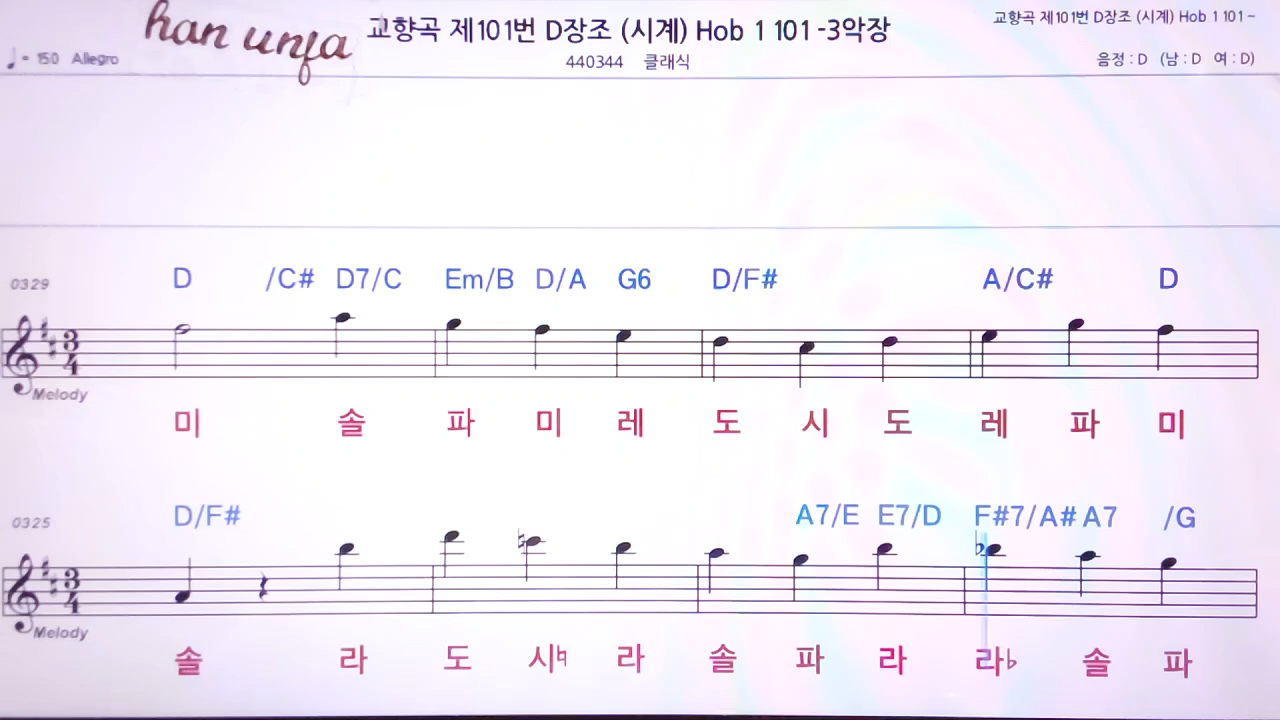 han unja
교향곡 제101번 D장조 (시계) Hob 1 101 -3악장
교향곡 제101번 D장조 (시계) Hob 1 101 -
♩ = 150 Allegro
440344 클래식
음정 : D (남 : D 여 : D)
0329
D /C# D7/C Em/B D/A G6 D/F# A/C# D
3
4
Melody
미 솔 파 미 레 도 시 도 레 파 미
0325
D/F# A7/E E7/D F#7/A# A7 /G
3
4
Melody
솔 라 도 시♮ 라 솔 파 라 라♭ 솔 파